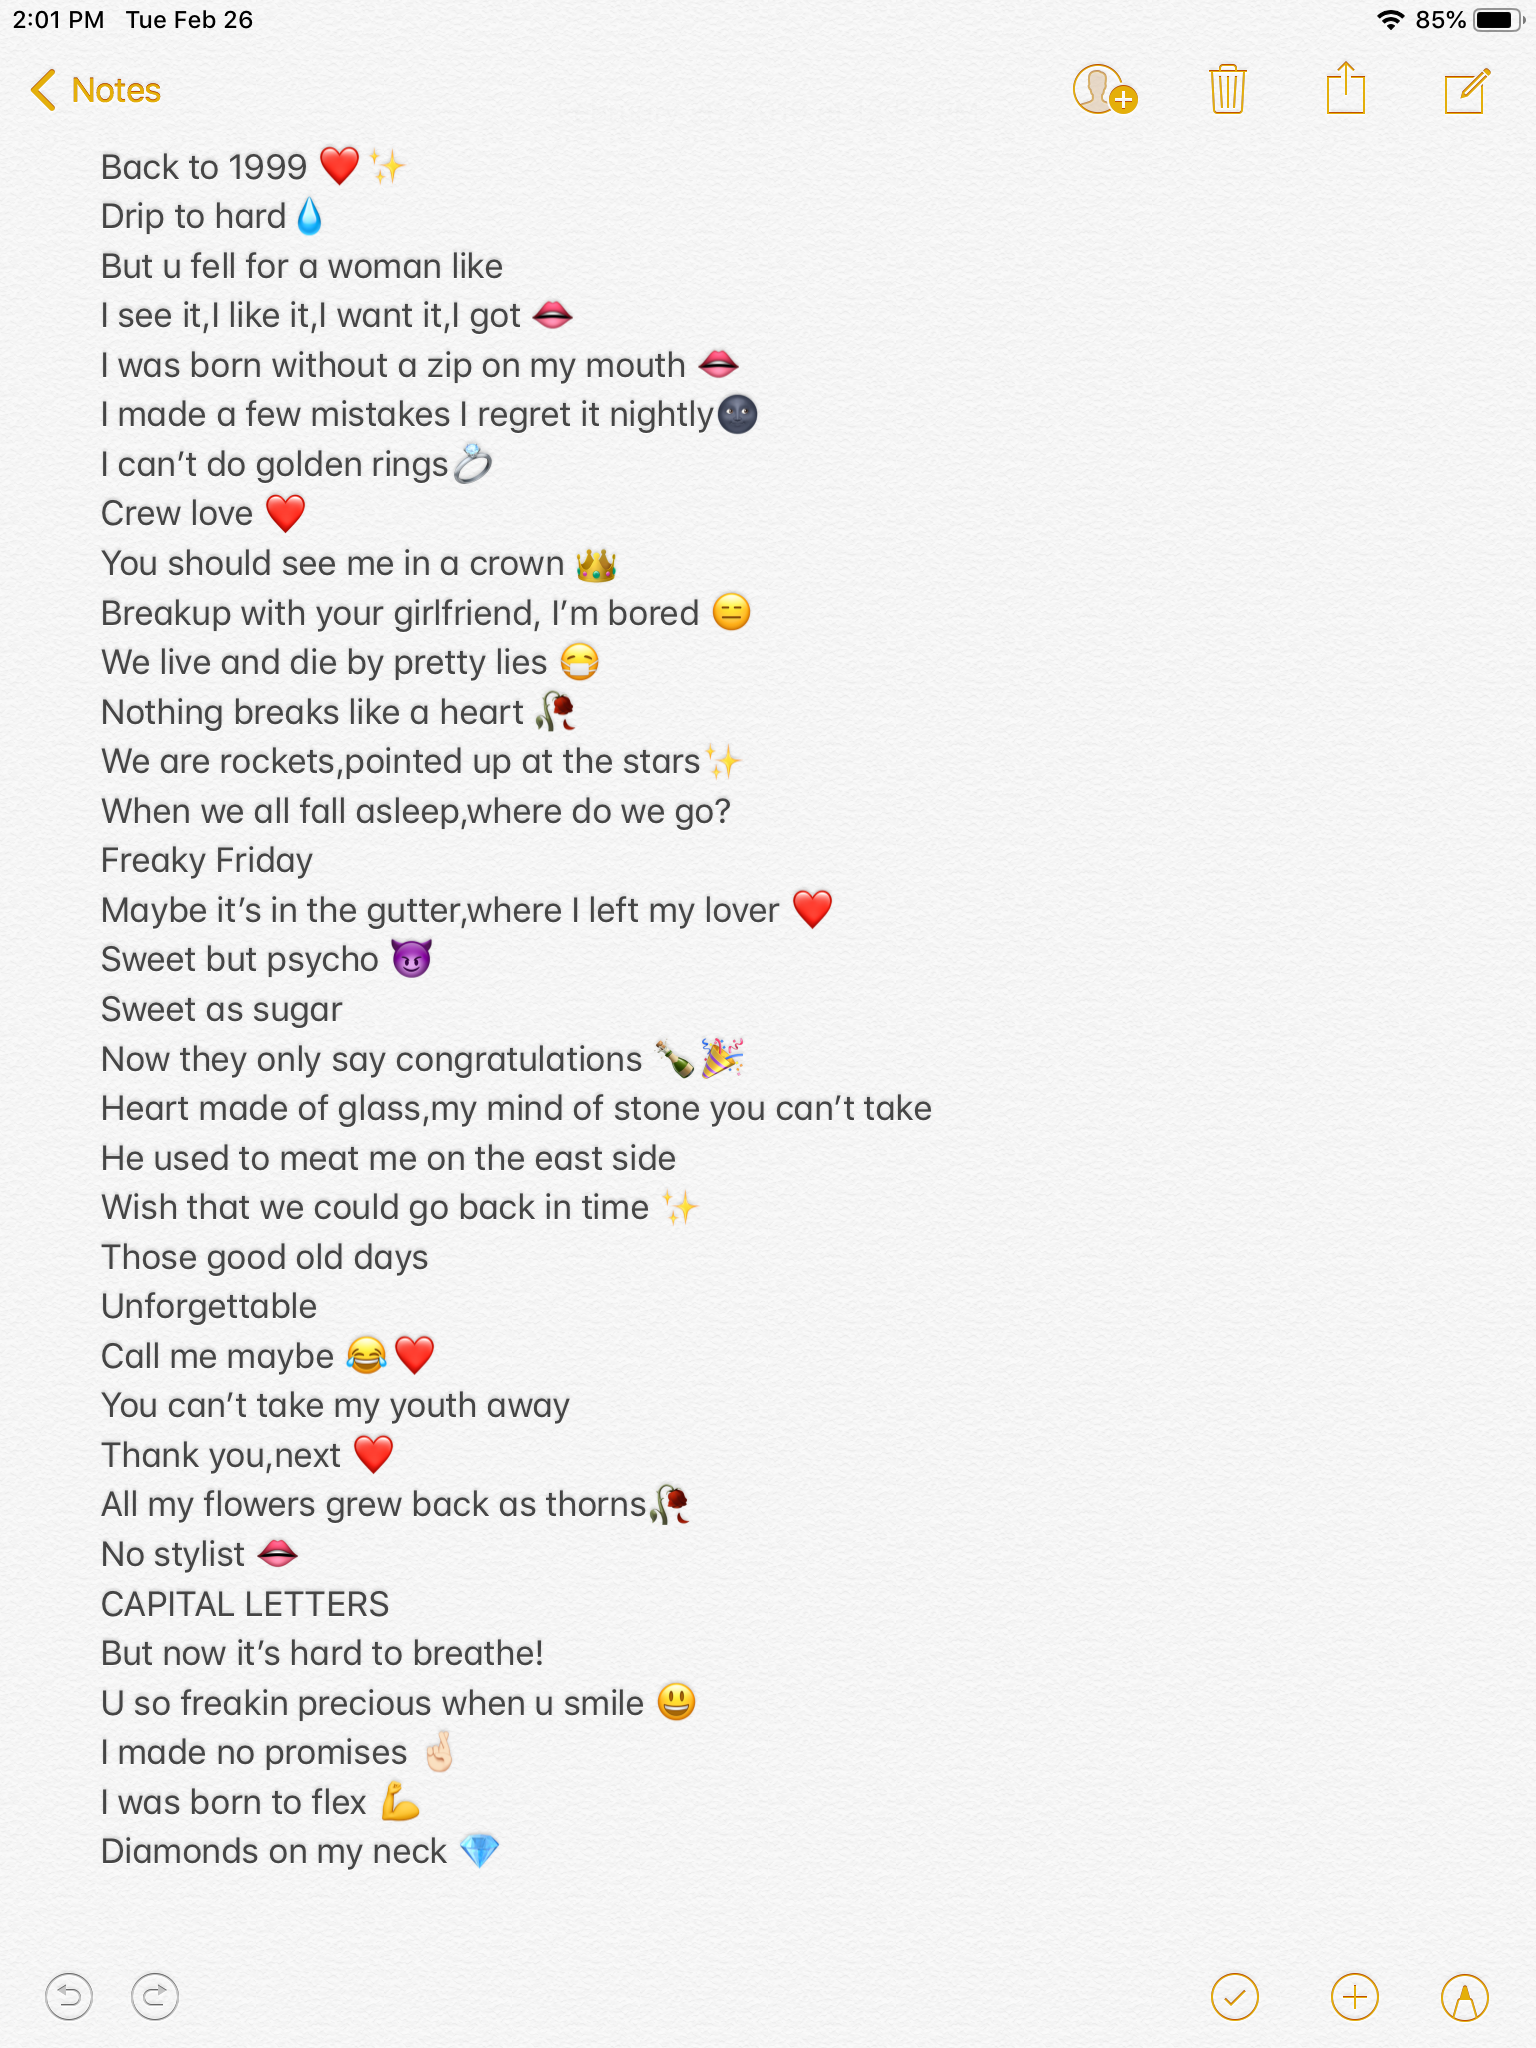 2:01 PM Tue Feb 26 85%
Notes
Back to 1999 ❤️✨
Drip to hard💧
But u fell for a woman like
I see it,I like it,I want it,I got 👄
I was born without a zip on my mouth 👄
I made a few mistakes I regret it nightly🌚
I can’t do golden rings💍
Crew love ❤️
You should see me in a crown 👑
Breakup with your girlfriend, I’m bored 😑
We live and die by pretty lies 😷
Nothing breaks like a heart 🥀
We are rockets,pointed up at the stars✨
When we all fall asleep,where do we go?
Freaky Friday
Maybe it’s in the gutter,where I left my lover ❤️
Sweet but psycho 😈
Sweet as sugar
Now they only say congratulations 🍾🎉
Heart made of glass,my mind of stone you can’t take
He used to meat me on the east side
Wish that we could go back in time ✨
Those good old days
Unforgettable
Call me maybe 😂❤️
You can’t take my youth away
Thank you,next ❤️
All my flowers grew back as thorns🥀
No stylist 👄
CAPITAL LETTERS
But now it’s hard to breathe!
U so freakin precious when u smile 😃
I made no promises 🤞🏻
I was born to flex 💪
Diamonds on my neck 💎